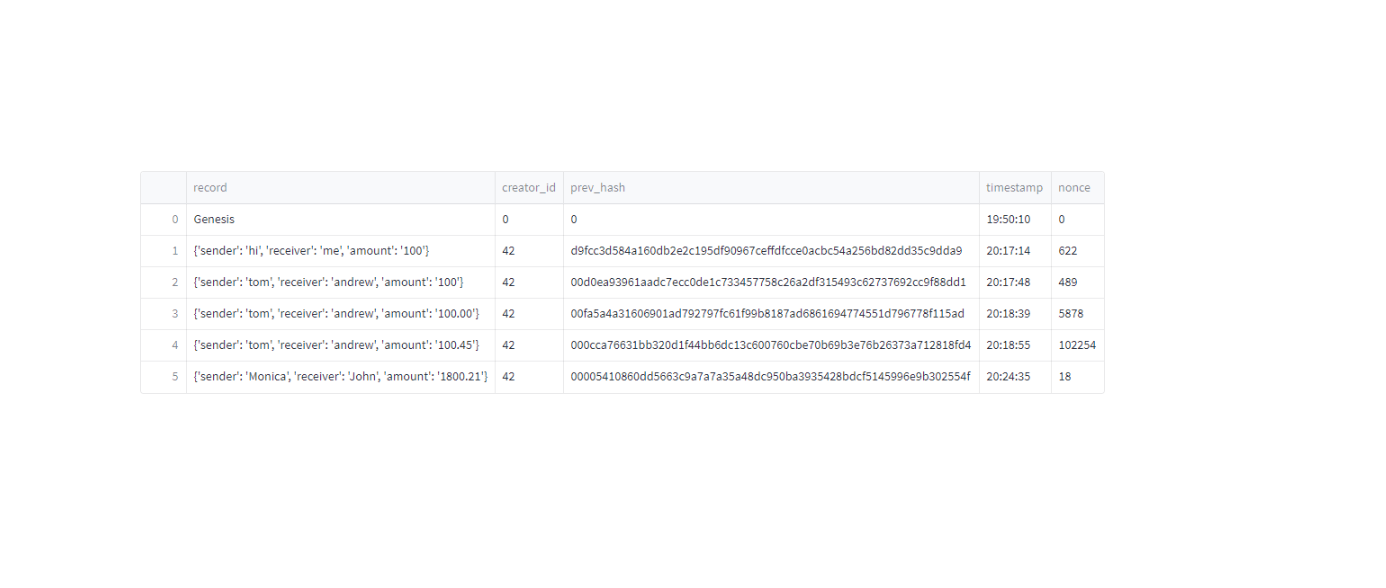 record creator_id prev_hash timestamp nonce
0 Genesis 0 0 19:50:10 0
1 {'sender': 'hi', 'receiver': 'me', 'amount': '100'} 42 d9fcc3d584a160db2e2c195df90967ceffdfcce0acbc54a256bd82dd35c9dda9 20:17:14 622
2 {'sender': 'tom', 'receiver': 'andrew', 'amount': '100'} 42 00d0ea93961aadc7ecc0de1c733457758c26a2df315493c62737692cc9f88dd1 20:17:48 489
3 {'sender': 'tom', 'receiver': 'andrew', 'amount': '100.00'} 42 00fa5a4a31606901ad792797fc61f99b8187ad6861694774551d796778f115ad 20:18:39 5878
4 {'sender': 'tom', 'receiver': 'andrew', 'amount': '100.45'} 42 000cca76631bb320d1f44bb6dc13c600760cbe70b69b3e76b26373a712818fd4 20:18:55 102254
5 {'sender': 'Monica', 'receiver': 'John', 'amount': '1800.21'} 42 00005410860dd5663c9a7a7a35a48dc950ba3935428bdcf5145996e9b302554f 20:24:35 18